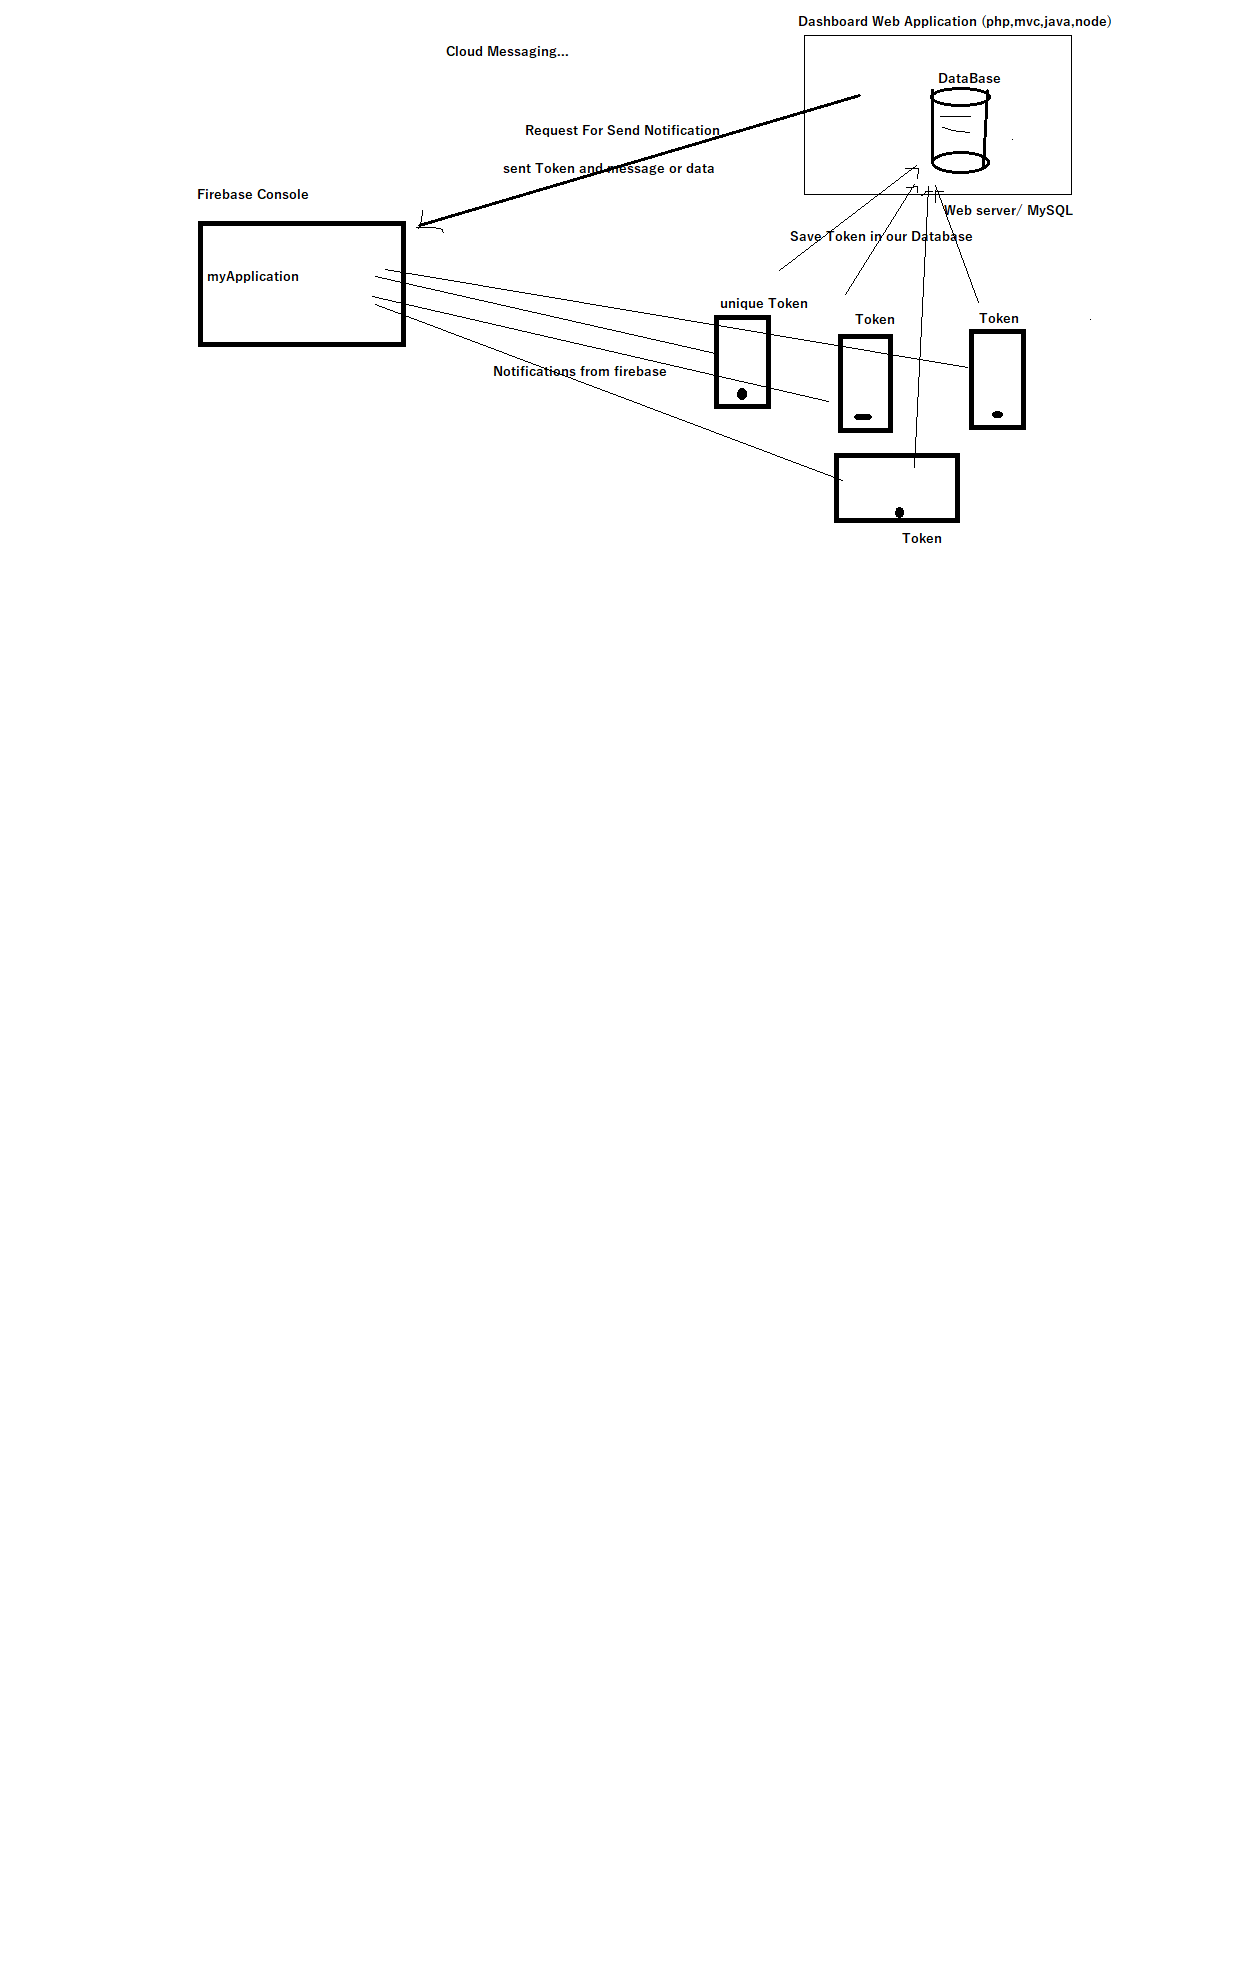 Dashboard Web Application (php,mvc,java,node)
Cloud Messaging...
DataBase
Request For Send Notification
sent Token and message or data
Firebase Console
Web server/ MySQL
Save Token in our Database
myApplication
unique Token
Token
Token
Notifications from firebase
Token